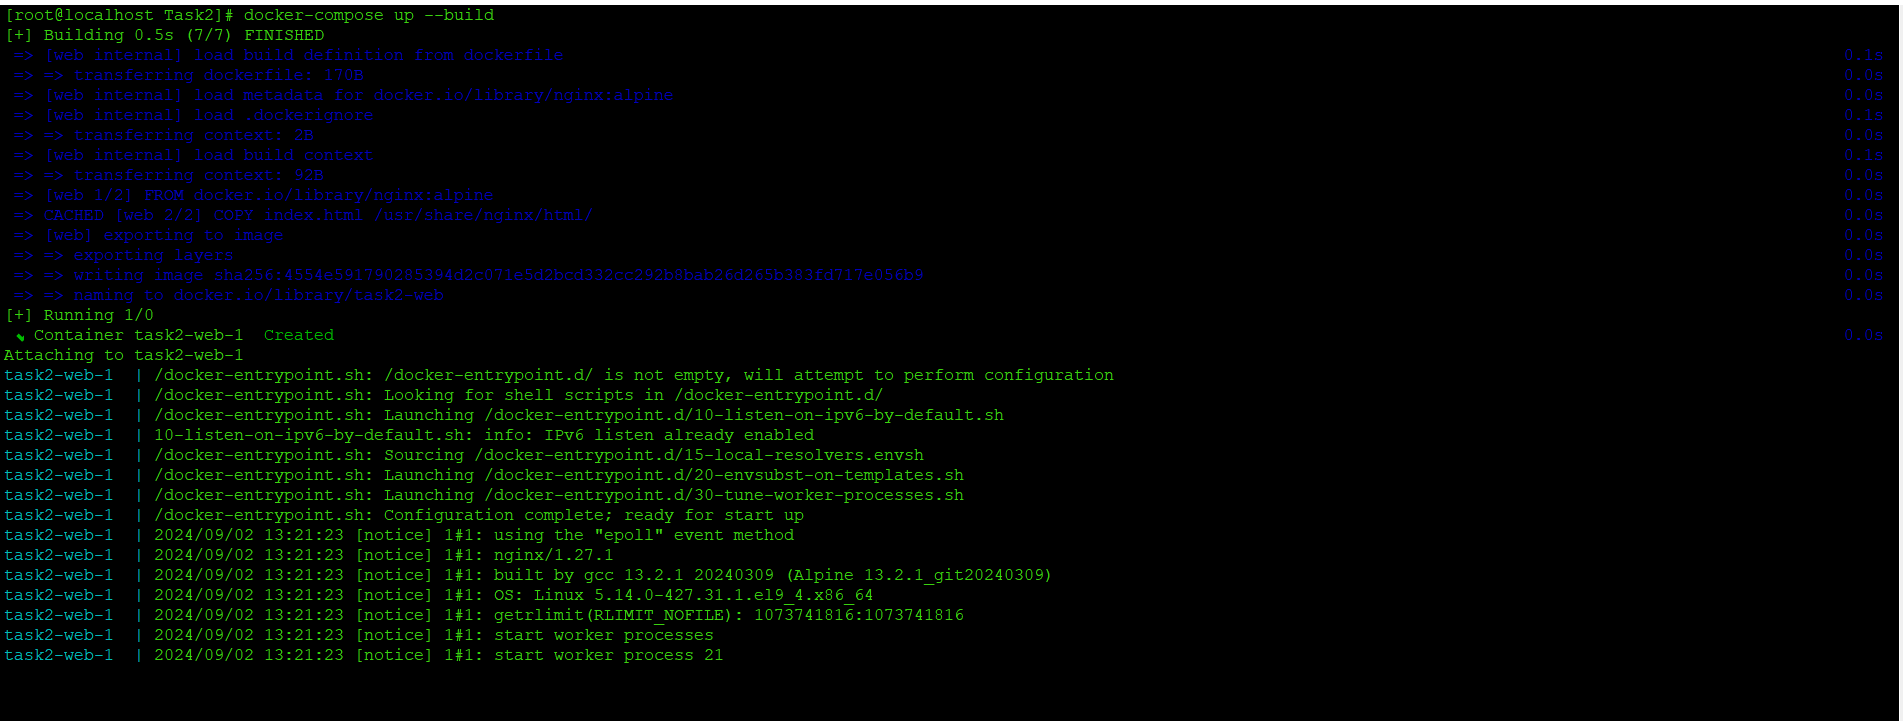 [root@localhost Task2]# docker-compose up --build
[+] Building 0.5s (7/7) FINISHED
=> [web internal] load build definition from dockerfile 0.1s
=> => transferring dockerfile: 170B 0.0s
=> [web internal] load metadata for docker.io/library/nginx:alpine 0.0s
=> [web internal] load .dockerignore 0.1s
=> => transferring context: 2B 0.0s
=> [web internal] load build context 0.1s
=> => transferring context: 92B 0.0s
=> [web 1/2] FROM docker.io/library/nginx:alpine 0.0s
=> CACHED [web 2/2] COPY index.html /usr/share/nginx/html/ 0.0s
=> [web] exporting to image 0.0s
=> => exporting layers 0.0s
=> => writing image sha256:4554e591790285394d2c071e5d2bcd332cc292b8bab26d265b383fd717e056b9 0.0s
=> => naming to docker.io/library/task2-web 0.0s
[+] Running 1/0
✔ Container task2-web-1  Created 0.0s
Attaching to task2-web-1
task2-web-1  | /docker-entrypoint.sh: /docker-entrypoint.d/ is not empty, will attempt to perform configuration
task2-web-1  | /docker-entrypoint.sh: Looking for shell scripts in /docker-entrypoint.d/
task2-web-1  | /docker-entrypoint.sh: Launching /docker-entrypoint.d/10-listen-on-ipv6-by-default.sh
task2-web-1  | 10-listen-on-ipv6-by-default.sh: info: IPv6 listen already enabled
task2-web-1  | /docker-entrypoint.sh: Sourcing /docker-entrypoint.d/15-local-resolvers.envsh
task2-web-1  | /docker-entrypoint.sh: Launching /docker-entrypoint.d/20-envsubst-on-templates.sh
task2-web-1  | /docker-entrypoint.sh: Launching /docker-entrypoint.d/30-tune-worker-processes.sh
task2-web-1  | /docker-entrypoint.sh: Configuration complete; ready for start up
task2-web-1  | 2024/09/02 13:21:23 [notice] 1#1: using the "epoll" event method
task2-web-1  | 2024/09/02 13:21:23 [notice] 1#1: nginx/1.27.1
task2-web-1  | 2024/09/02 13:21:23 [notice] 1#1: built by gcc 13.2.1 20240309 (Alpine 13.2.1_git20240309)
task2-web-1  | 2024/09/02 13:21:23 [notice] 1#1: OS: Linux 5.14.0-427.31.1.el9_4.x86_64
task2-web-1  | 2024/09/02 13:21:23 [notice] 1#1: getrlimit(RLIMIT_NOFILE): 1073741816:1073741816
task2-web-1  | 2024/09/02 13:21:23 [notice] 1#1: start worker processes
task2-web-1  | 2024/09/02 13:21:23 [notice] 1#1: start worker process 21